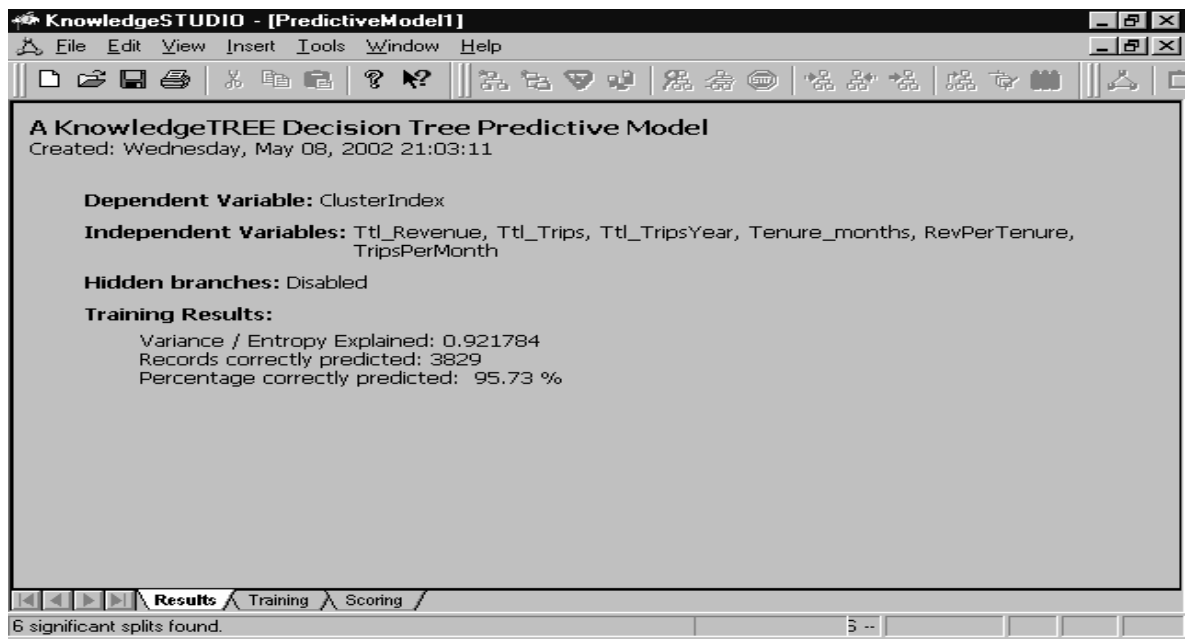 KnowledgeSTUDIO - [PredictiveModel1]
File Edit View Insert Tools Window Help
A KnowledgeTREE Decision Tree Predictive Model
Created: Wednesday, May 08, 2002 21:03:11
Dependent Variable: ClusterIndex
Independent Variables: Ttl_Revenue, Ttl_Trips, Ttl_TripsYear, Tenure_months, RevPerTenure,
TripsPerMonth
Hidden branches: Disabled
Training Results:
Variance / Entropy Explained: 0.921784
Records correctly predicted: 3829
Percentage correctly predicted: 95.73 %
Results Training Scoring
6 significant splits found.